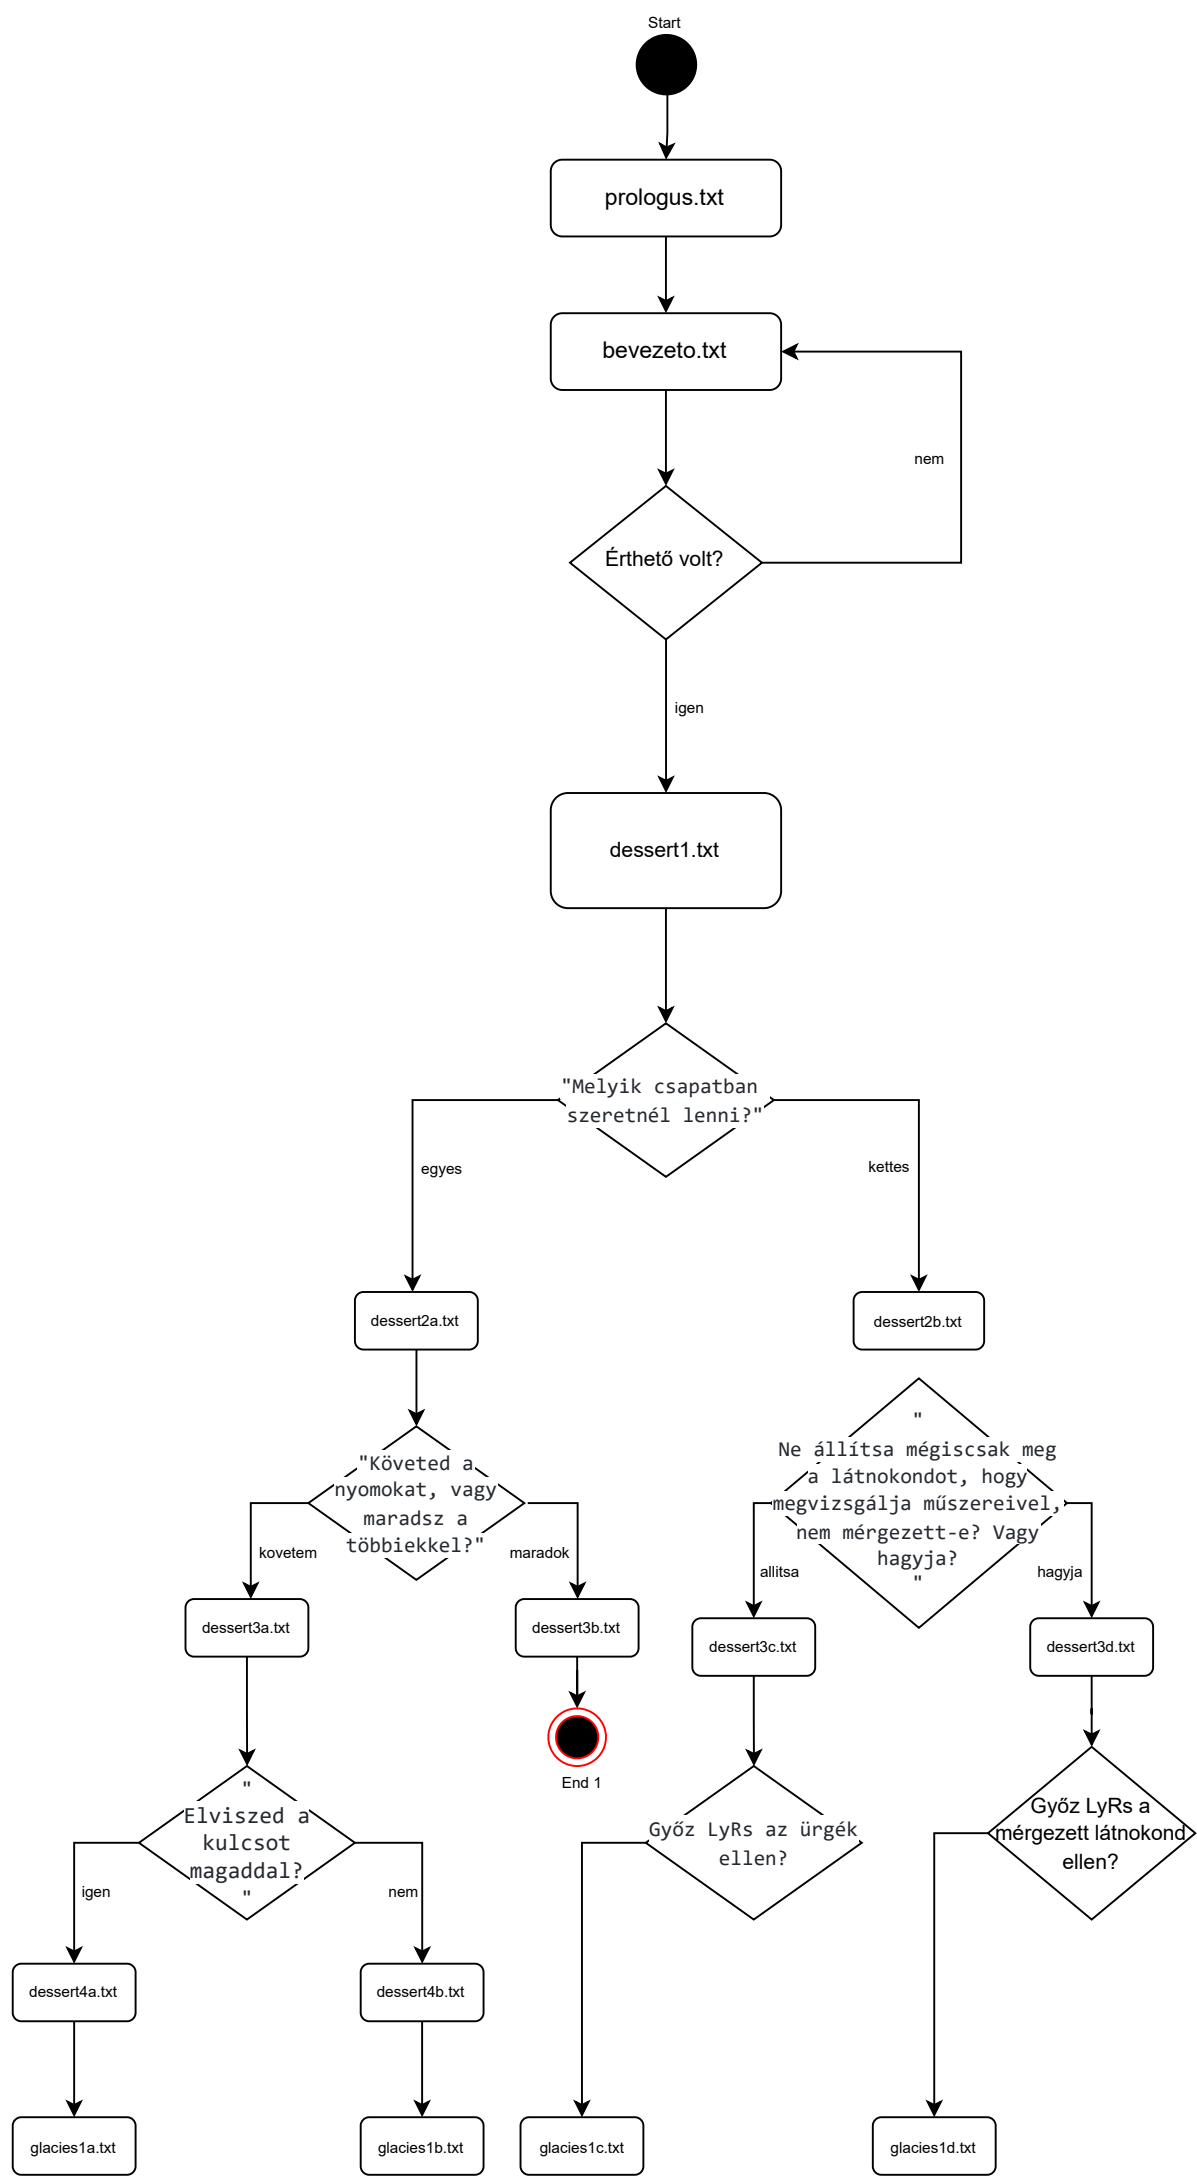 Start
prologus.txt
bevezeto.txt
nem
Érthető volt?
igen
dessert1.txt
"Melyik csapatban
szeretnél lenni?"
egyes
kettes
dessert2a.txt
dessert2b.txt
"Követed a
nyomokat, vagy
maradsz a
többiekkel?"
"
Ne állítsa mégiscsak meg
a látnokondot, hogy
megvizsgálja műszereivel,
nem mérgezett-e? Vagy
hagyja?
"
kovetem
maradok
allitsa
hagyja
dessert3a.txt
dessert3b.txt
dessert3c.txt
dessert3d.txt
End 1
"
Elviszed a
kulcsot
magaddal?
"
Győz LyRs az ürgék
ellen?
Győz LyRs a
mérgezett látnokond
ellen?
igen
nem
dessert4a.txt
dessert4b.txt
glacies1a.txt
glacies1b.txt
glacies1c.txt
glacies1d.txt